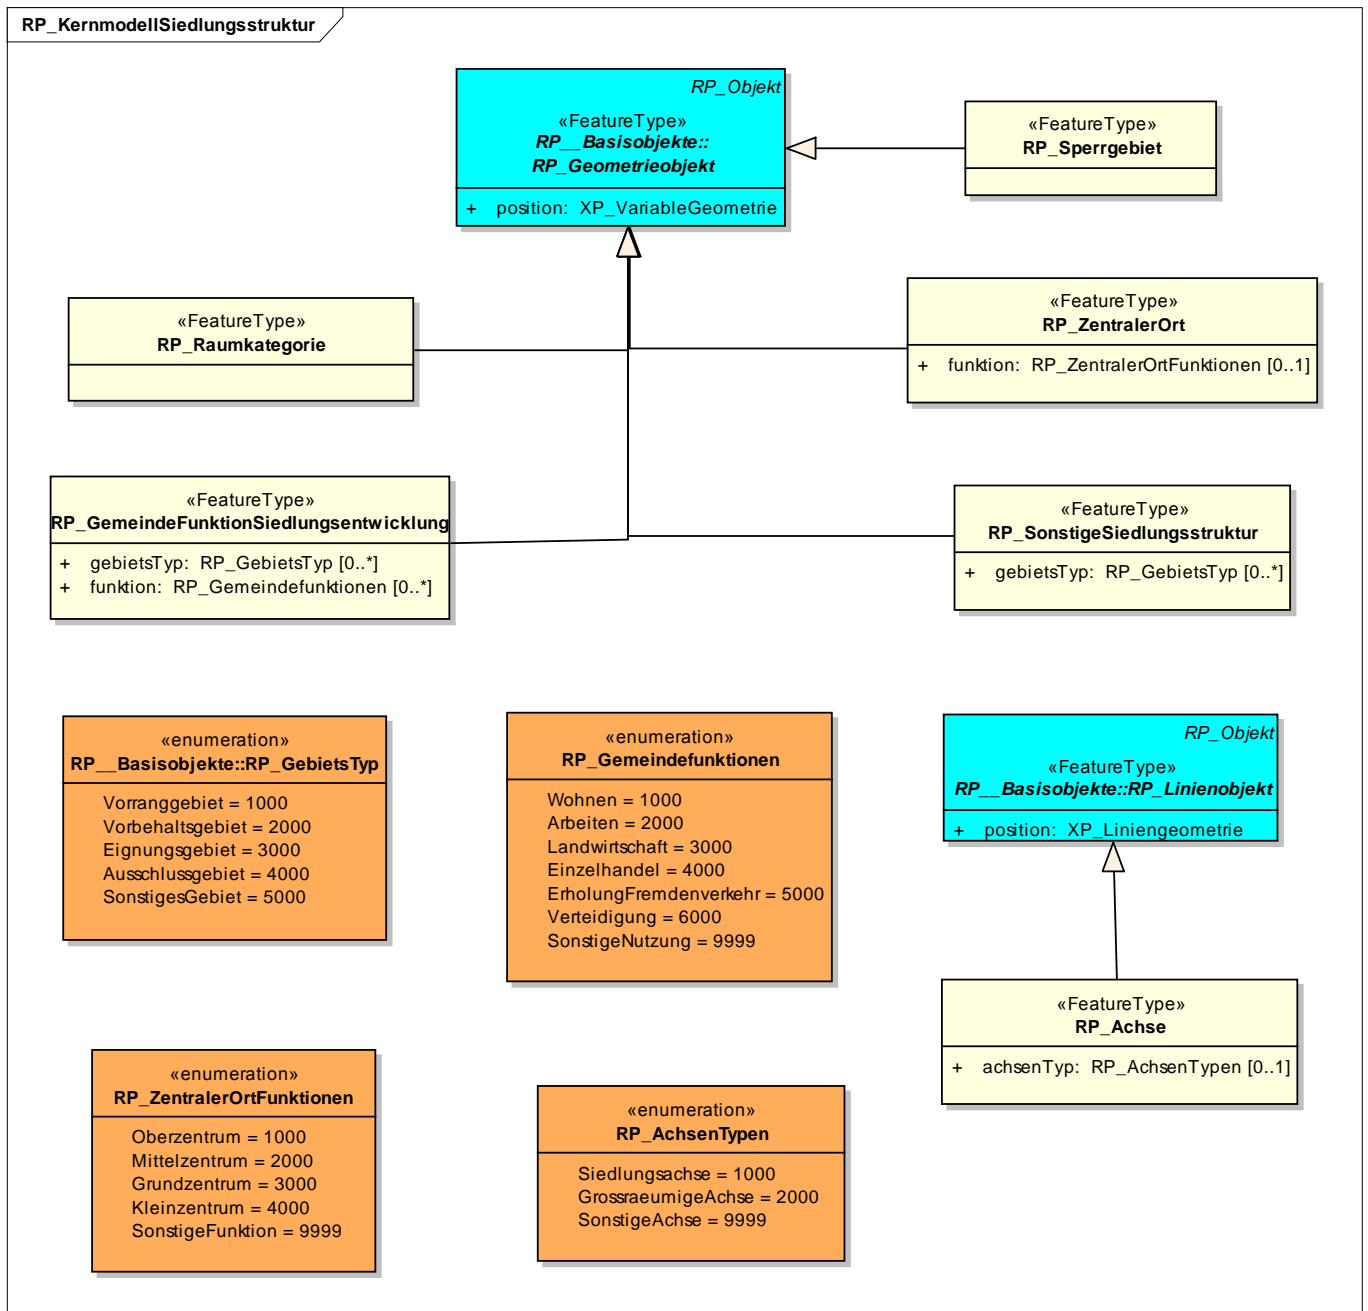 RP_KernmodellSiedlungsstruktur
RP_Objekt
«FeatureType»
RP__Basisobjekte::
RP_Geometrieobjekt
+ position: XP_VariableGeometrie
«FeatureType»
RP_Sperrgebiet
«FeatureType»
RP_Raumkategorie
«FeatureType»
RP_ZentralerOrt
+ funktion: RP_ZentralerOrtFunktionen [0..1]
«FeatureType»
RP_GemeindeFunktionSiedlungsentwicklung
+ gebietsTyp: RP_GebietsTyp [0..*]
+ funktion: RP_Gemeindefunktionen [0..*]
«FeatureType»
RP_SonstigeSiedlungsstruktur
+ gebietsTyp: RP_GebietsTyp [0..*]
«enumeration»
RP__Basisobjekte::RP_GebietsTyp
Vorranggebiet = 1000
Vorbehaltsgebiet = 2000
Eignungsgebiet = 3000
Ausschlussgebiet = 4000
SonstigesGebiet = 5000
«enumeration»
RP_Gemeindefunktionen
Wohnen = 1000
Arbeiten = 2000
Landwirtschaft = 3000
Einzelhandel = 4000
ErholungFremdenverkehr = 5000
Verteidigung = 6000
SonstigeNutzung = 9999
RP_Objekt
«FeatureType»
RP__Basisobjekte::RP_Linienobjekt
+ position: XP_Liniengeometrie
«FeatureType»
RP_Achse
+ achsenTyp: RP_AchsenTypen [0..1]
«enumeration»
RP_ZentralerOrtFunktionen
Oberzentrum = 1000
Mittelzentrum = 2000
Grundzentrum = 3000
Kleinzentrum = 4000
SonstigeFunktion = 9999
«enumeration»
RP_AchsenTypen
Siedlungsachse = 1000
GrossraeumigeAchse = 2000
SonstigeAchse = 9999